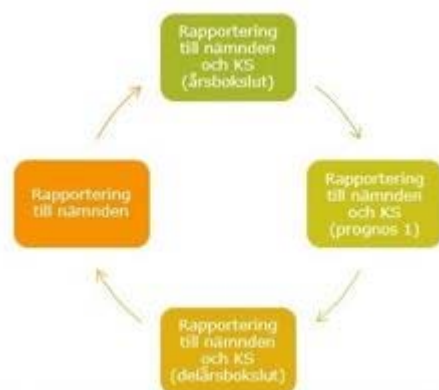 Rapportering
till nämnden
och KS
(årsbokslut)
Rapportering
till nämnden
och KS
(prognos 1)
Rapportering
till nämnden
och KS
(delårsbokslut)
Rapportering
till nämnden